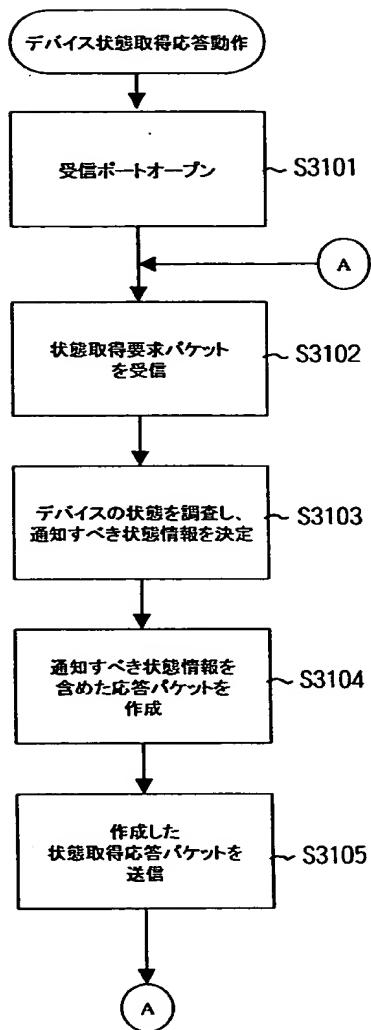 デバイス状態取得応答動作
受信ポートオープン
S3101
A
状態取得要求パケット
を受信
S3102
デバイスの状態を調査し、
通知すべき状態情報を決定
S3103
通知すべき状態情報を
含めた応答パケットを
作成
S3104
作成した
状態取得応答パケットを
送信
S3105
A